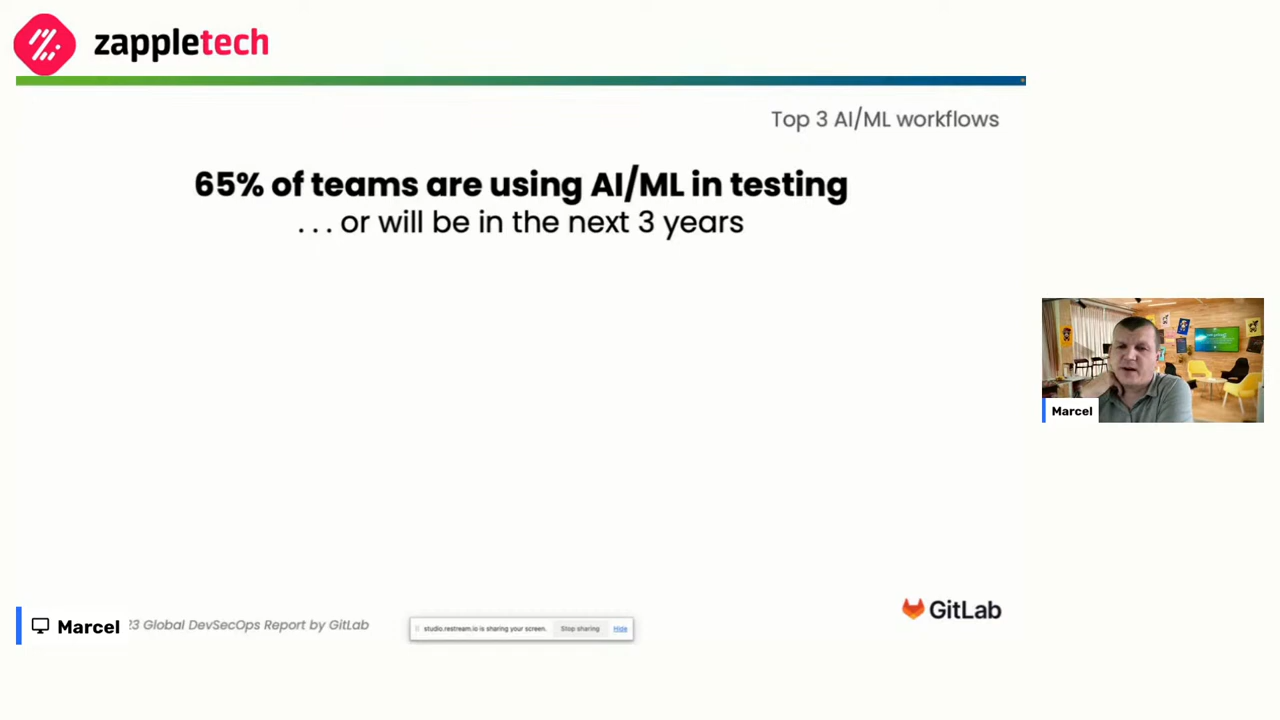 zappletech
Top 3 AI/ML workflows
65% of teams are using AI/ML in testing
. . . or will be in the next 3 years
Marcel
Marcel
23 Global DevSecOps Report by GitLab
studio.restream.io is sharing your screen. Stop sharing Hide
GitLab